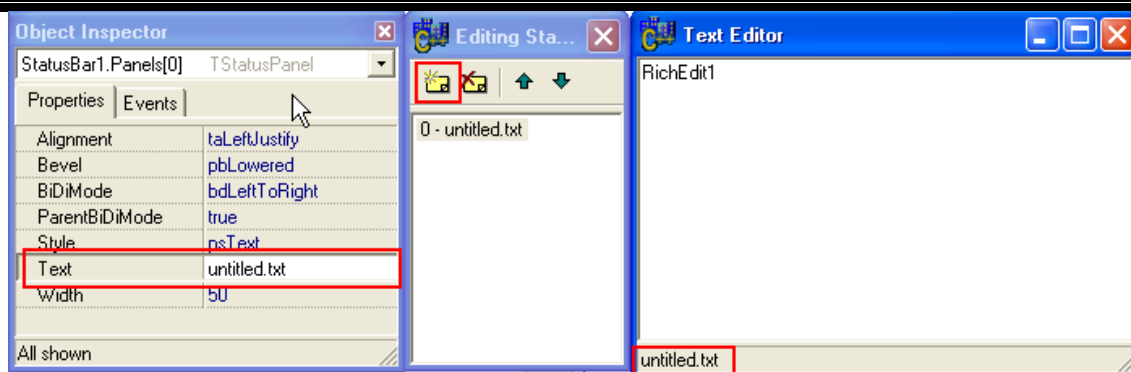 Object Inspector
StatusBar1.Panels[0] TStatusPanel
Properties Events
Alignment taLeftJustify
Bevel pbLowered
BiDiMode bdLeftToRight
ParentBiDiMode true
Style psText
Text untitled.txt
Width 50
All shown
Editing Sta...
0 - untitled.txt
Text Editor
RichEdit1
untitled.txt